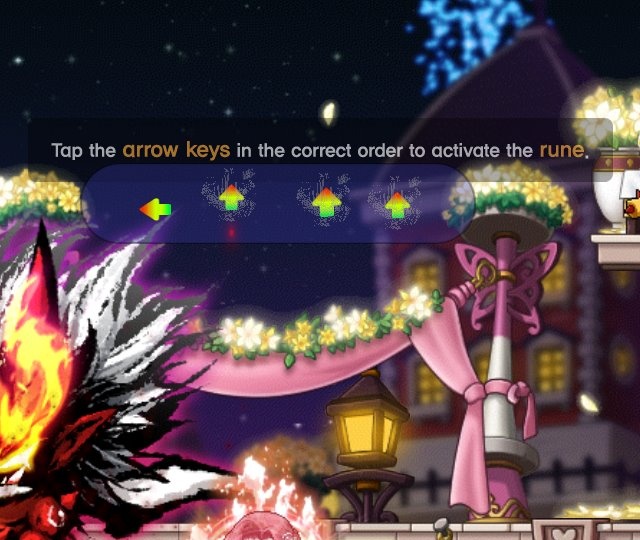 Tap the arrow keys in the correct order to activate the rune.